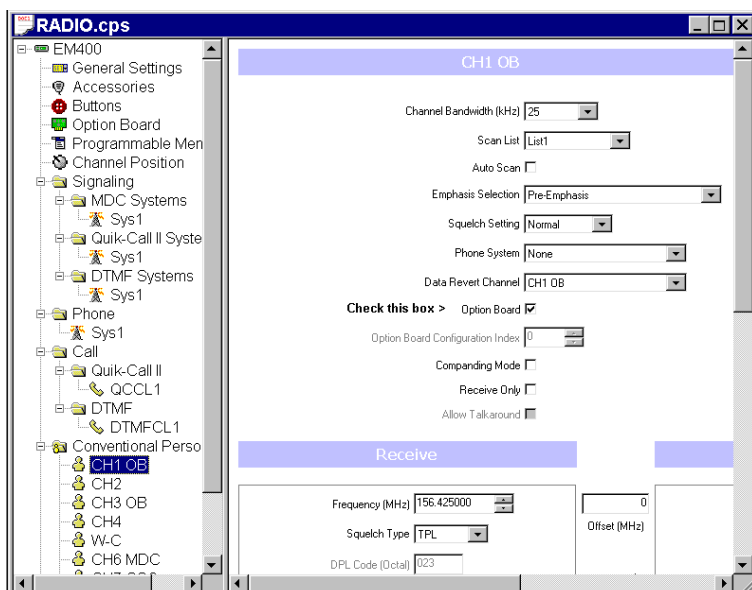 RADIO.cps
EM400
General Settings
Accessories
Buttons
Option Board
Programmable Men
Channel Position
Signaling
MDC Systems
Sys1
Quik-Call II Syste
Sys1
DTMF Systems
Sys1
Phone
Sys1
Call
Quik-Call II
QCCL1
DTMF
DTMFCL1
Conventional Perso
CH1 OB
CH2
CH3 OB
CH4
W-C
CH6 MDC
CH1 OB
Channel Bandwidth (kHz) 25
Scan List List1
Auto Scan
Emphasis Selection Pre-Emphasis
Squelch Setting Normal
Phone System None
Data Revert Channel CH1 OB
Check this box > Option Board
Option Board Configuration Index 0
Companding Mode
Receive Only
Allow Talkaround
Receive
Frequency (MHz) 156.425000 0
Squelch Type TPL Offset (MHz)
DPL Code (Octal) 023